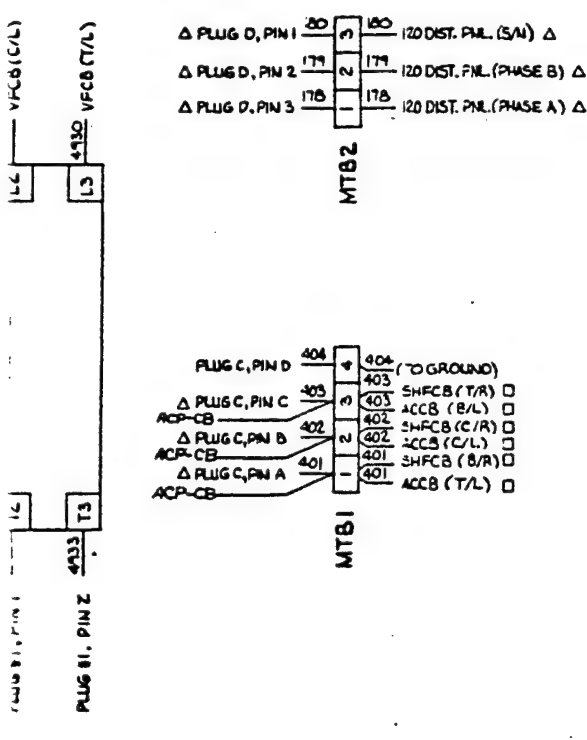 VFCB(C/L)
VFCB(T/L)
4930
L2
L3
T3
4933
PLUG #1, PIN 2
Δ PLUG D, PIN 1 180 3 180 120 DIST. PNL. (S/N) Δ
Δ PLUG D, PIN 2 179 2 179 120 DIST. PNL. (PHASE B) Δ
Δ PLUG D, PIN 3 178 1 178 120 DIST. PNL. (PHASE A) Δ
MTB2
PLUG C, PIN D 404 4 404 (TO GROUND)
403 SHFCB (T/R) □
Δ PLUG C, PIN C 403 3 403 ACCB (B/L) □
ACP-CB
402 SHFCB (C/R) □
Δ PLUG C, PIN B 402 2 402 ACCB (C/L) □
ACP-CB
401 SHFCB (B/R) □
Δ PLUG C, PIN A 401 1 401 ACCB (T/L) □
ACP-CB
MTB1